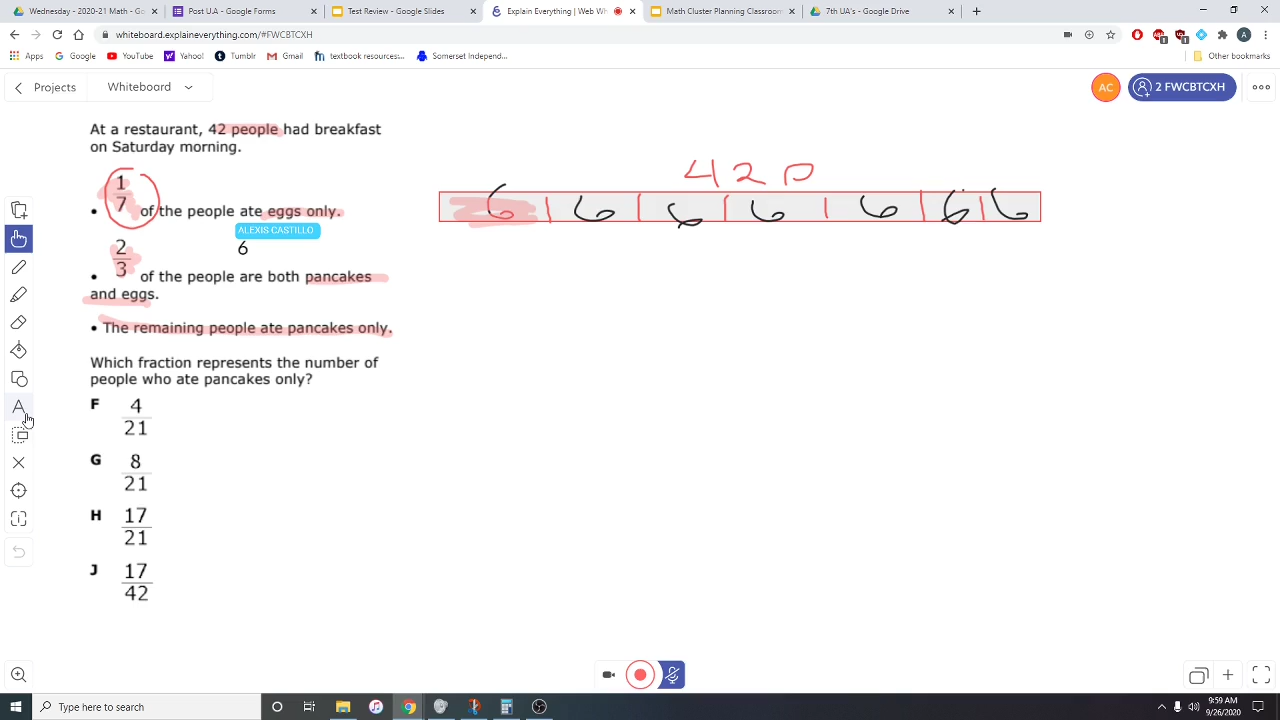 Wednesday - 2020-21 Math - Go
Post UA - Google Forms
Test Review - Google Slides
Explain Everything | Web Wh
Math Cluster Planning Classroom
7th UA's - Google Drive
whiteboard.explaineverything.com/#FWCBTCXH
Apps
Google
YouTube
Yahoo!
Tumblr
Gmail
textbook resources:...
Somerset Independ...
Other bookmarks
Projects
Whiteboard
AC
2 FWCBTCXH
At a restaurant, 42 people had breakfast
on Saturday morning.
1
7
• of the people ate eggs only.
ALEXIS CASTILLO
6
2
3
• of the people are both pancakes
and eggs.
• The remaining people ate pancakes only.
Which fraction represents the number of
people who ate pancakes only?
F 4
21
G 8
21
H 17
21
J 17
42
42 p
6 6 6 6 6 6 6
Type here to search
9:59 AM
9/26/2020